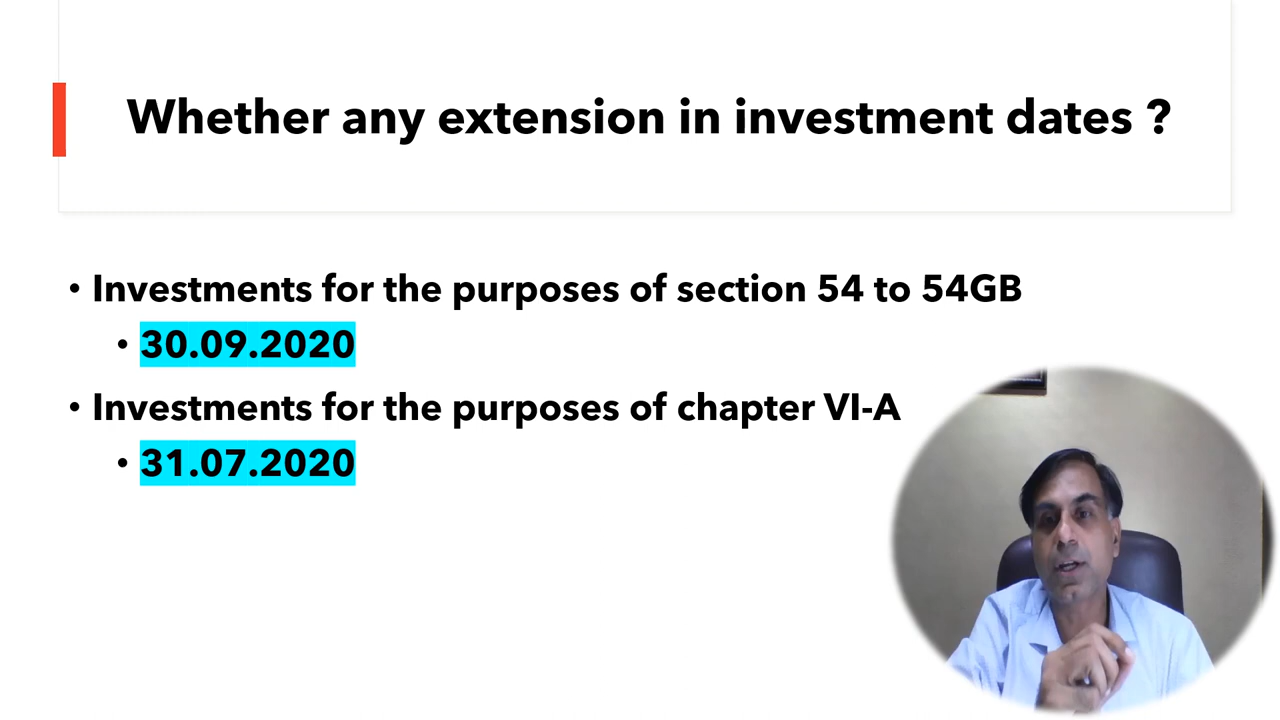 Whether any extension in investment dates ?
• Investments for the purposes of section 54 to 54GB
• 30.09.2020
• Investments for the purposes of chapter VI-A
• 31.07.2020